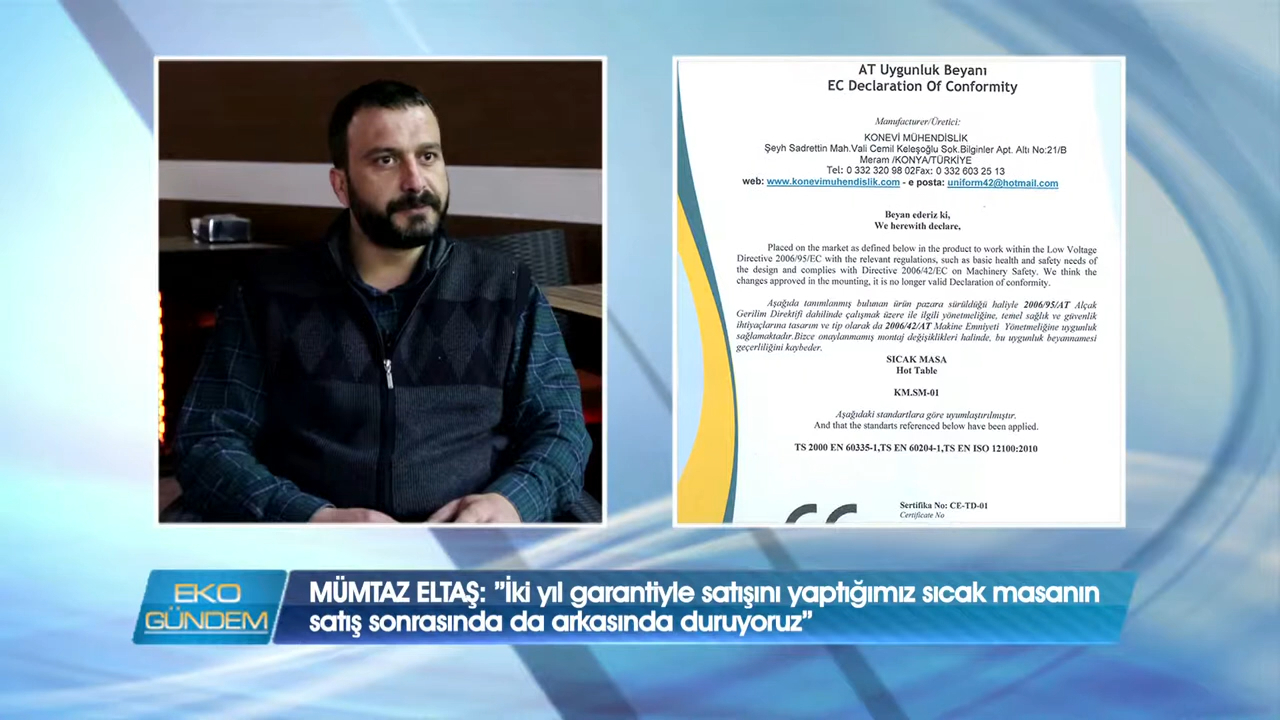 AT Uygunluk Beyanı
EC Declaration Of Conformity
Manufacturer/Üretici:
KONEVİ MÜHENDİSLİK
Şeyh Sadrettin Mah.Vali Cemil Keleşoğlu Sok.Bilginler Apt. Altı No:21/B
Meram /KONYA/TÜRKİYE
Tel: 0 332 320 98 02Fax: 0 332 603 25 13
web: www.konevimuhendislik.com - e posta: uniform42@hotmail.com
Beyan ederiz ki,
We herewith declare,
Placed on the market as defined below in the product to work within the Low Voltage
Directive 2006/95/EC with the relevant regulations, such as basic health and safety needs of
the design and complies with Directive 2006/42/EC on Machinery Safety. We think the
changes approved in the mounting, it is no longer valid Declaration of conformity.
Aşağıda tanımlanmış bulunan ürün pazara sürüldüğü haliyle 2006/95/AT Alçak
Gerilim Direktifi dahilinde çalışmak üzere ile ilgili yönetmeliğine, temel sağlık ve güvenlik
ihtiyaçlarına tasarım ve tip olarak da 2006/42/AT Makine Emniyeti Yönetmeliğine uygunluk
sağlamaktadır.Bizce onaylanmamış montaj değişiklikleri halinde, bu uygunluk beyannamesi
geçerliliğini kaybeder.
SICAK MASA
Hot Table
KM.SM-01
Aşağıdaki standartlara göre uyumlaştırılmıştır.
And that the standarts referenced below have been applied.
TS 2000 EN 60335-1,TS EN 60204-1,TS EN ISO 12100:2010
Sertifika No: CE-TD-01
Certificate No
EKO
GÜNDEM
MÜMTAZ ELTAŞ: ”İki yıl garantiyle satışını yaptığımız sıcak masanın
satış sonrasında da arkasında duruyoruz”